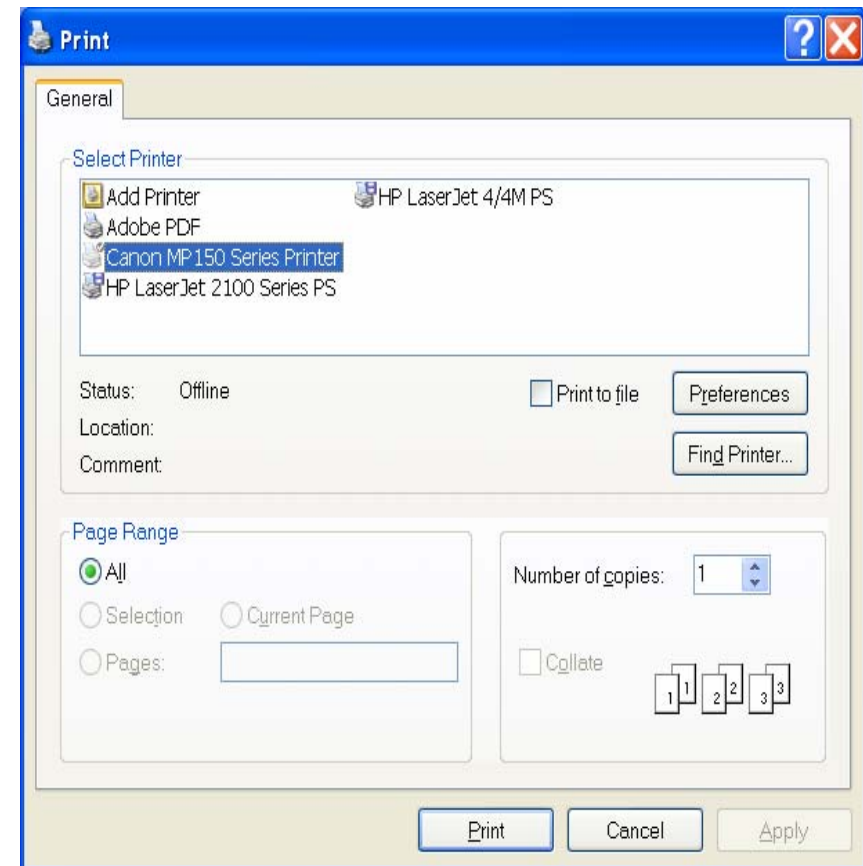 Print
General
Select Printer
Add Printer
HP LaserJet 4/4M PS
Adobe PDF
Canon MP150 Series Printer
HP LaserJet 2100 Series PS
Status: Offline
Print to file
Preferences
Location:
Find Printer...
Comment:
Page Range
All
Number of copies: 1
Selection
Current Page
Pages:
Collate
1 1 2 2 3 3
Print
Cancel
Apply